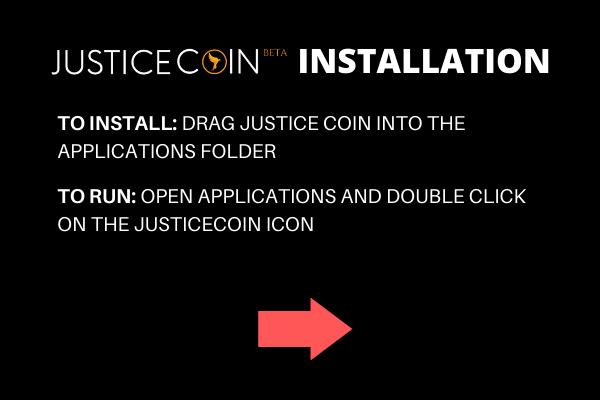 JUSTICECOIN BETA INSTALLATION
TO INSTALL: DRAG JUSTICE COIN INTO THE
APPLICATIONS FOLDER
TO RUN: OPEN APPLICATIONS AND DOUBLE CLICK
ON THE JUSTICECOIN ICON